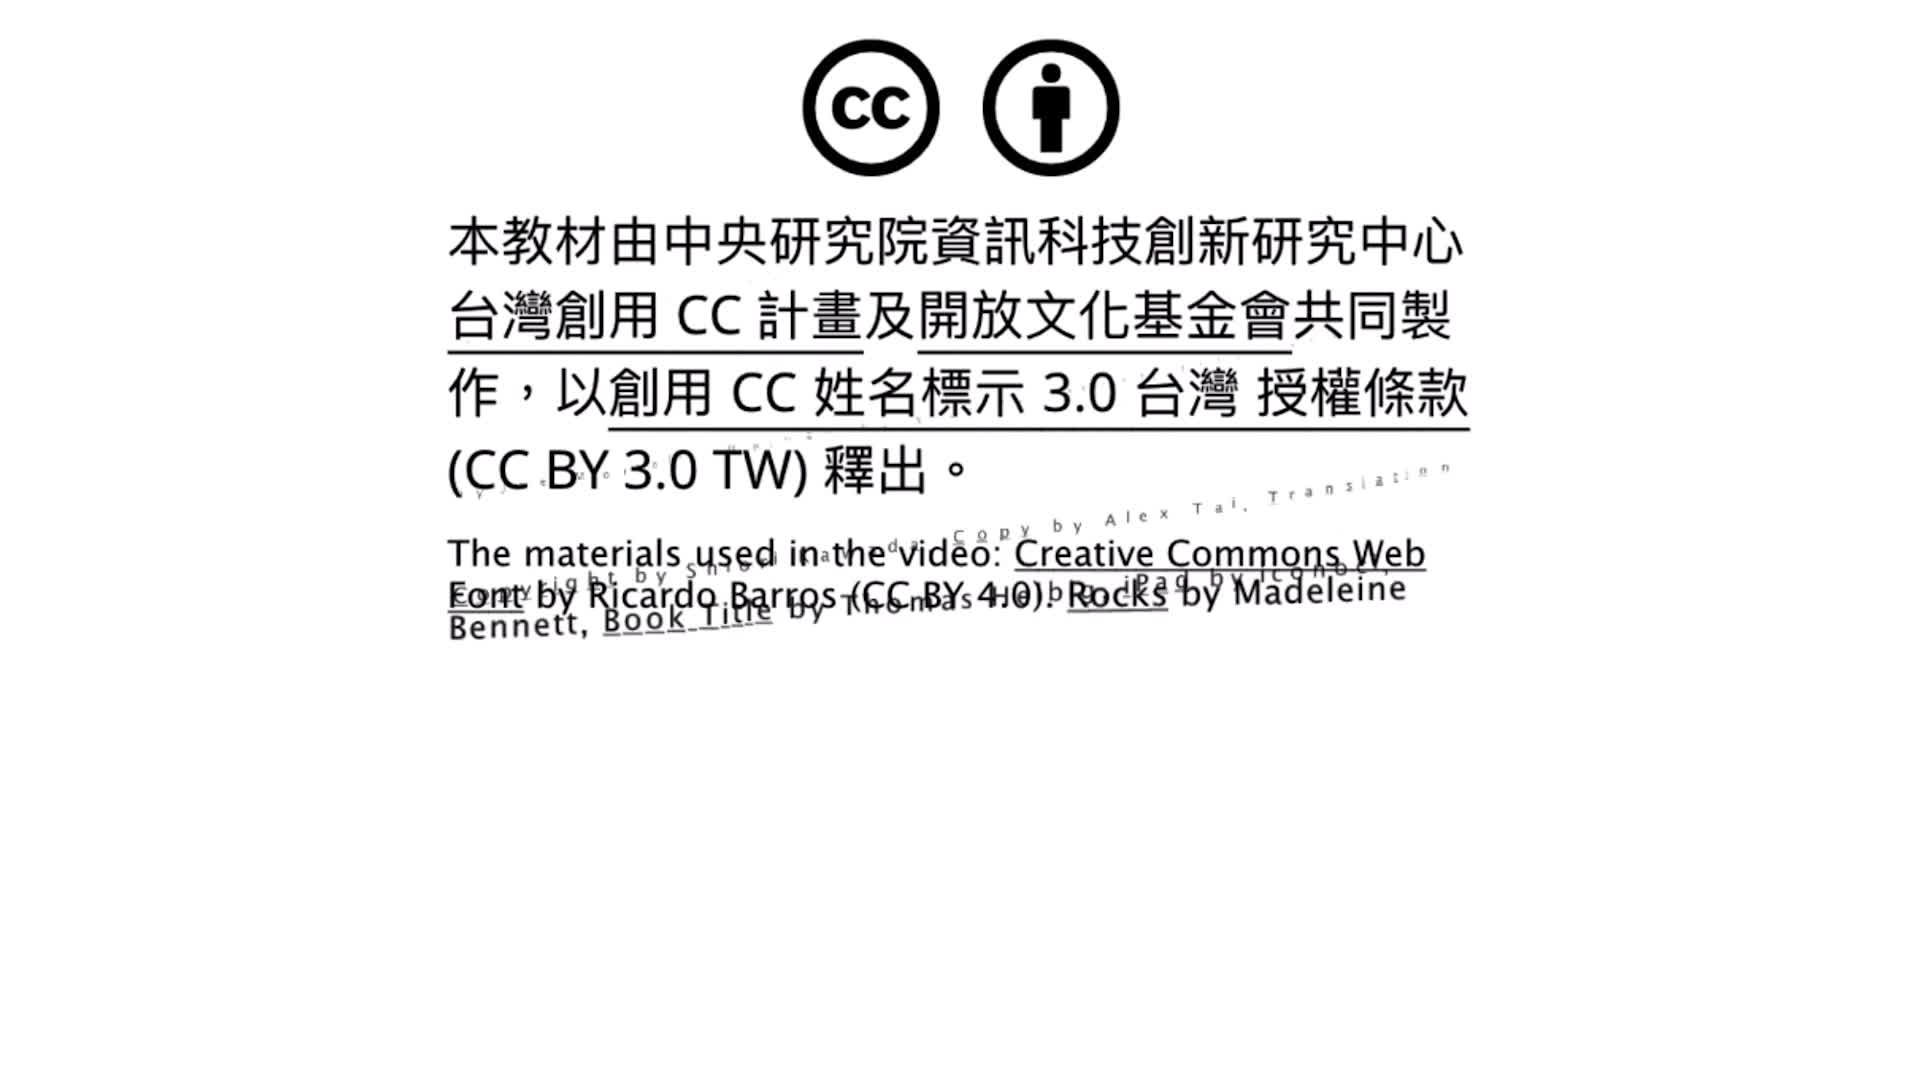 cc
本教材由中央研究院資訊科技創新研究中心
台灣創用 CC 計畫及開放文化基金會共同製
作，以創用 CC 姓名標示 3.0 台灣 授權條款
(CC BY 3.0 TW) 釋出。
The materials used in the video: Creative Commons Web
Font by Ricardo Barros (CC BY 4.0). Rocks by Madeleine
Bennett, Book Title by Thomas Helbig, iPad by
Copyright by Shiori Copy by Alex Tai, Translation